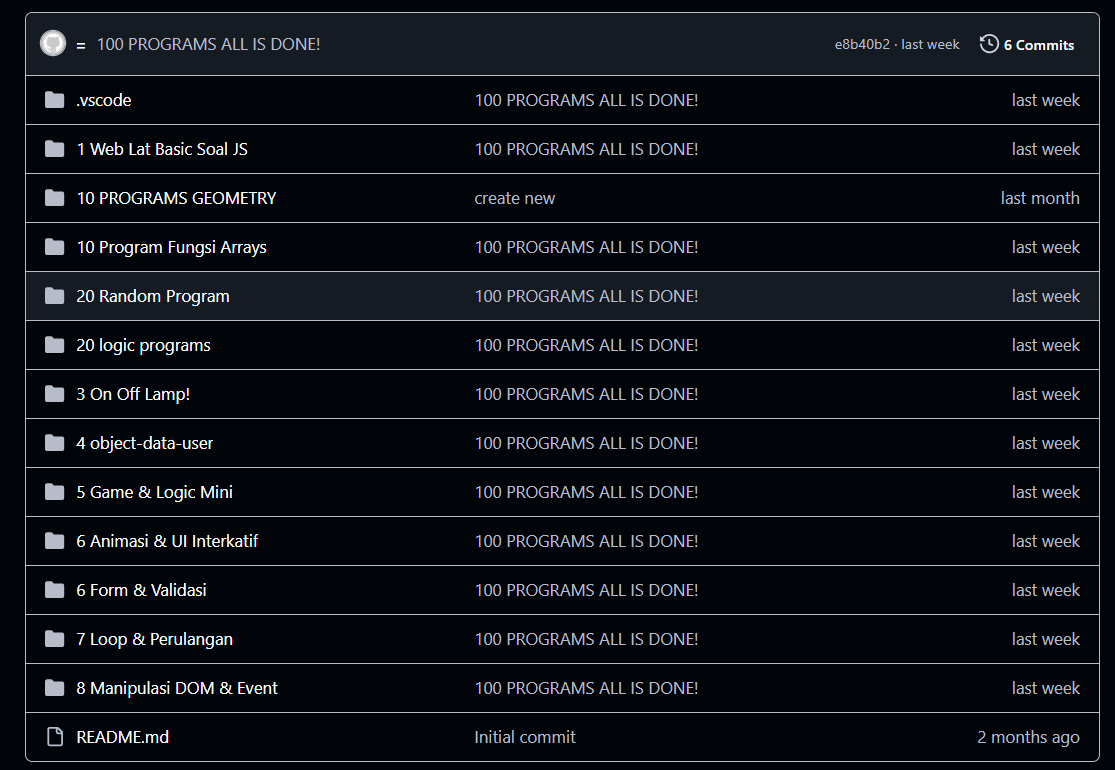 = 100 PROGRAMS ALL IS DONE! e8b40b2 · last week 6 Commits
.vscode 100 PROGRAMS ALL IS DONE! last week
1 Web Lat Basic Soal JS 100 PROGRAMS ALL IS DONE! last week
10 PROGRAMS GEOMETRY create new last month
10 Program Fungsi Arrays 100 PROGRAMS ALL IS DONE! last week
20 Random Program 100 PROGRAMS ALL IS DONE! last week
20 logic programs 100 PROGRAMS ALL IS DONE! last week
3 On Off Lamp! 100 PROGRAMS ALL IS DONE! last week
4 object-data-user 100 PROGRAMS ALL IS DONE! last week
5 Game & Logic Mini 100 PROGRAMS ALL IS DONE! last week
6 Animasi & UI Interkatif 100 PROGRAMS ALL IS DONE! last week
6 Form & Validasi 100 PROGRAMS ALL IS DONE! last week
7 Loop & Perulangan 100 PROGRAMS ALL IS DONE! last week
8 Manipulasi DOM & Event 100 PROGRAMS ALL IS DONE! last week
README.md Initial commit 2 months ago